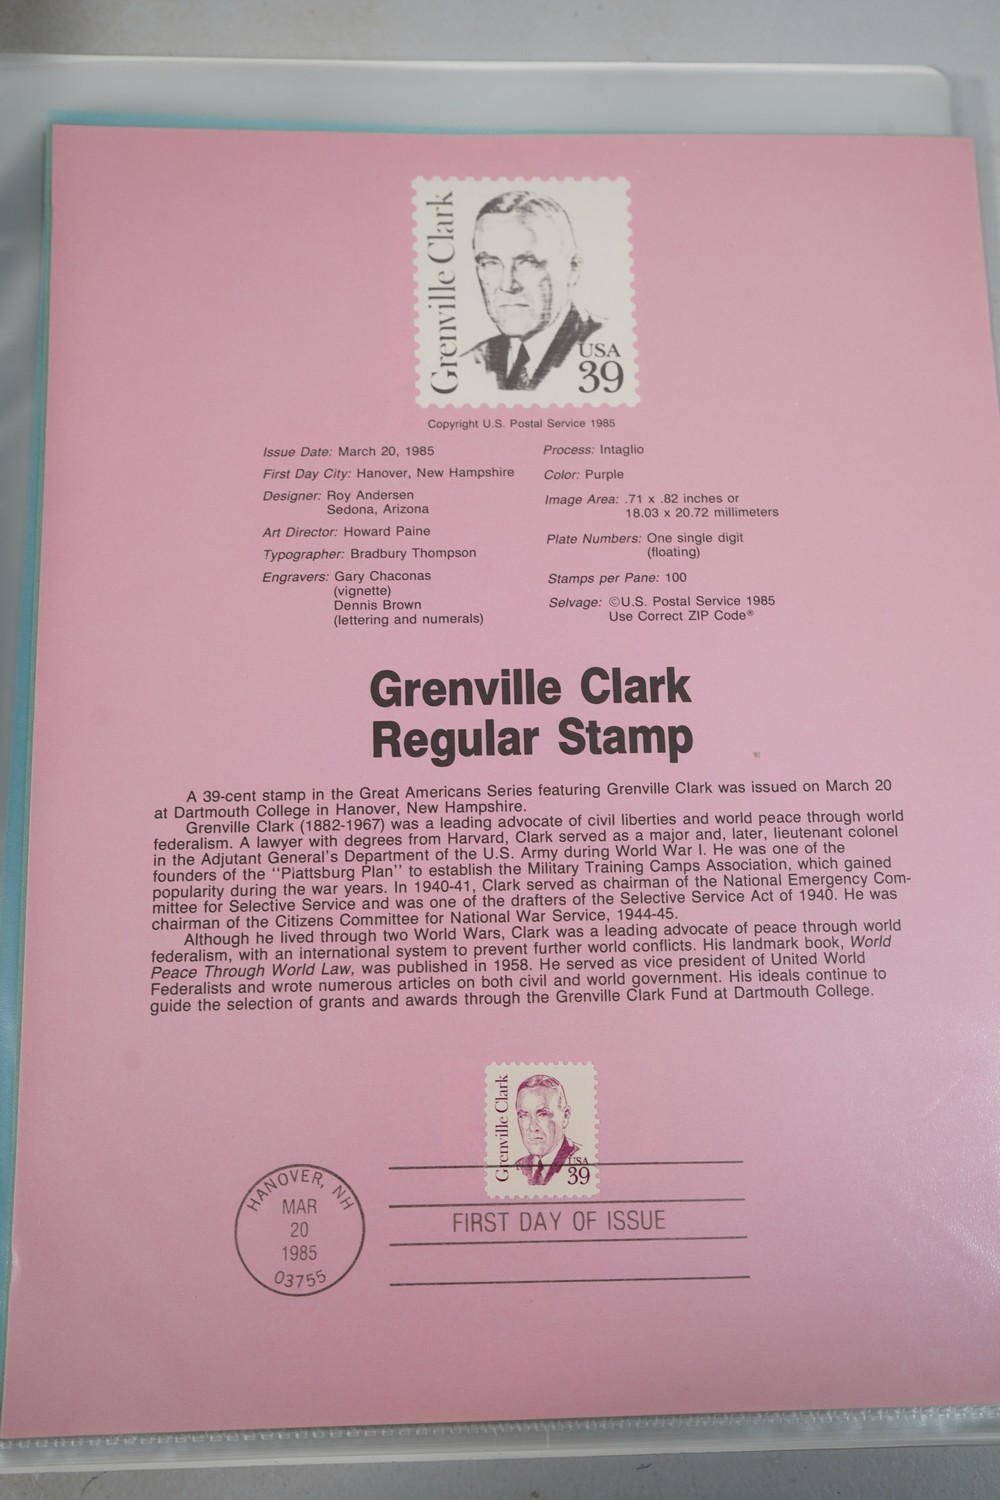 Grenville Clark
USA
39
Copyright U.S. Postal Service 1985
Issue Date: March 20, 1985
First Day City: Hanover, New Hampshire
Designer: Roy Andersen
Sedona, Arizona
Art Director: Howard Paine
Typographer: Bradbury Thompson
Engravers: Gary Chaconas
(vignette)
Dennis Brown
(lettering and numerals)
Process: Intaglio
Color: Purple
Image Area: .71 x .82 inches or
18.03 x 20.72 millimeters
Plate Numbers: One single digit
(floating)
Stamps per Pane: 100
Selvage: ©U.S. Postal Service 1985
Use Correct ZIP Code®
Grenville Clark
Regular Stamp
A 39-cent stamp in the Great Americans Series featuring Grenville Clark was issued on March 20
at Dartmouth College in Hanover, New Hampshire.
Grenville Clark (1882-1967) was a leading advocate of civil liberties and world peace through world
federalism. A lawyer with degrees from Harvard, Clark served as a major and, later, lieutenant colonel
in the Adjutant General's Department of the U.S. Army during World War I. He was one of the
founders of the "Piattsburg Plan" to establish the Military Training Camps Association, which gained
popularity during the war years. In 1940-41, Clark served as chairman of the National Emergency Com-
mittee for Selective Service and was one of the drafters of the Selective Service Act of 1940. He was
chairman of the Citizens Committee for National War Service, 1944-45.
Although he lived through two World Wars, Clark was a leading advocate of peace through world
federalism, with an international system to prevent further world conflicts. His landmark book, World
Peace Through World Law, was published in 1958. He served as vice president of United World
Federalists and wrote numerous articles on both civil and world government. His ideals continue to
guide the selection of grants and awards through the Grenville Clark Fund at Dartmouth College.
Grenville Clark
USA
39
HANOVER, NH
MAR
20
1985
03755
FIRST DAY OF ISSUE